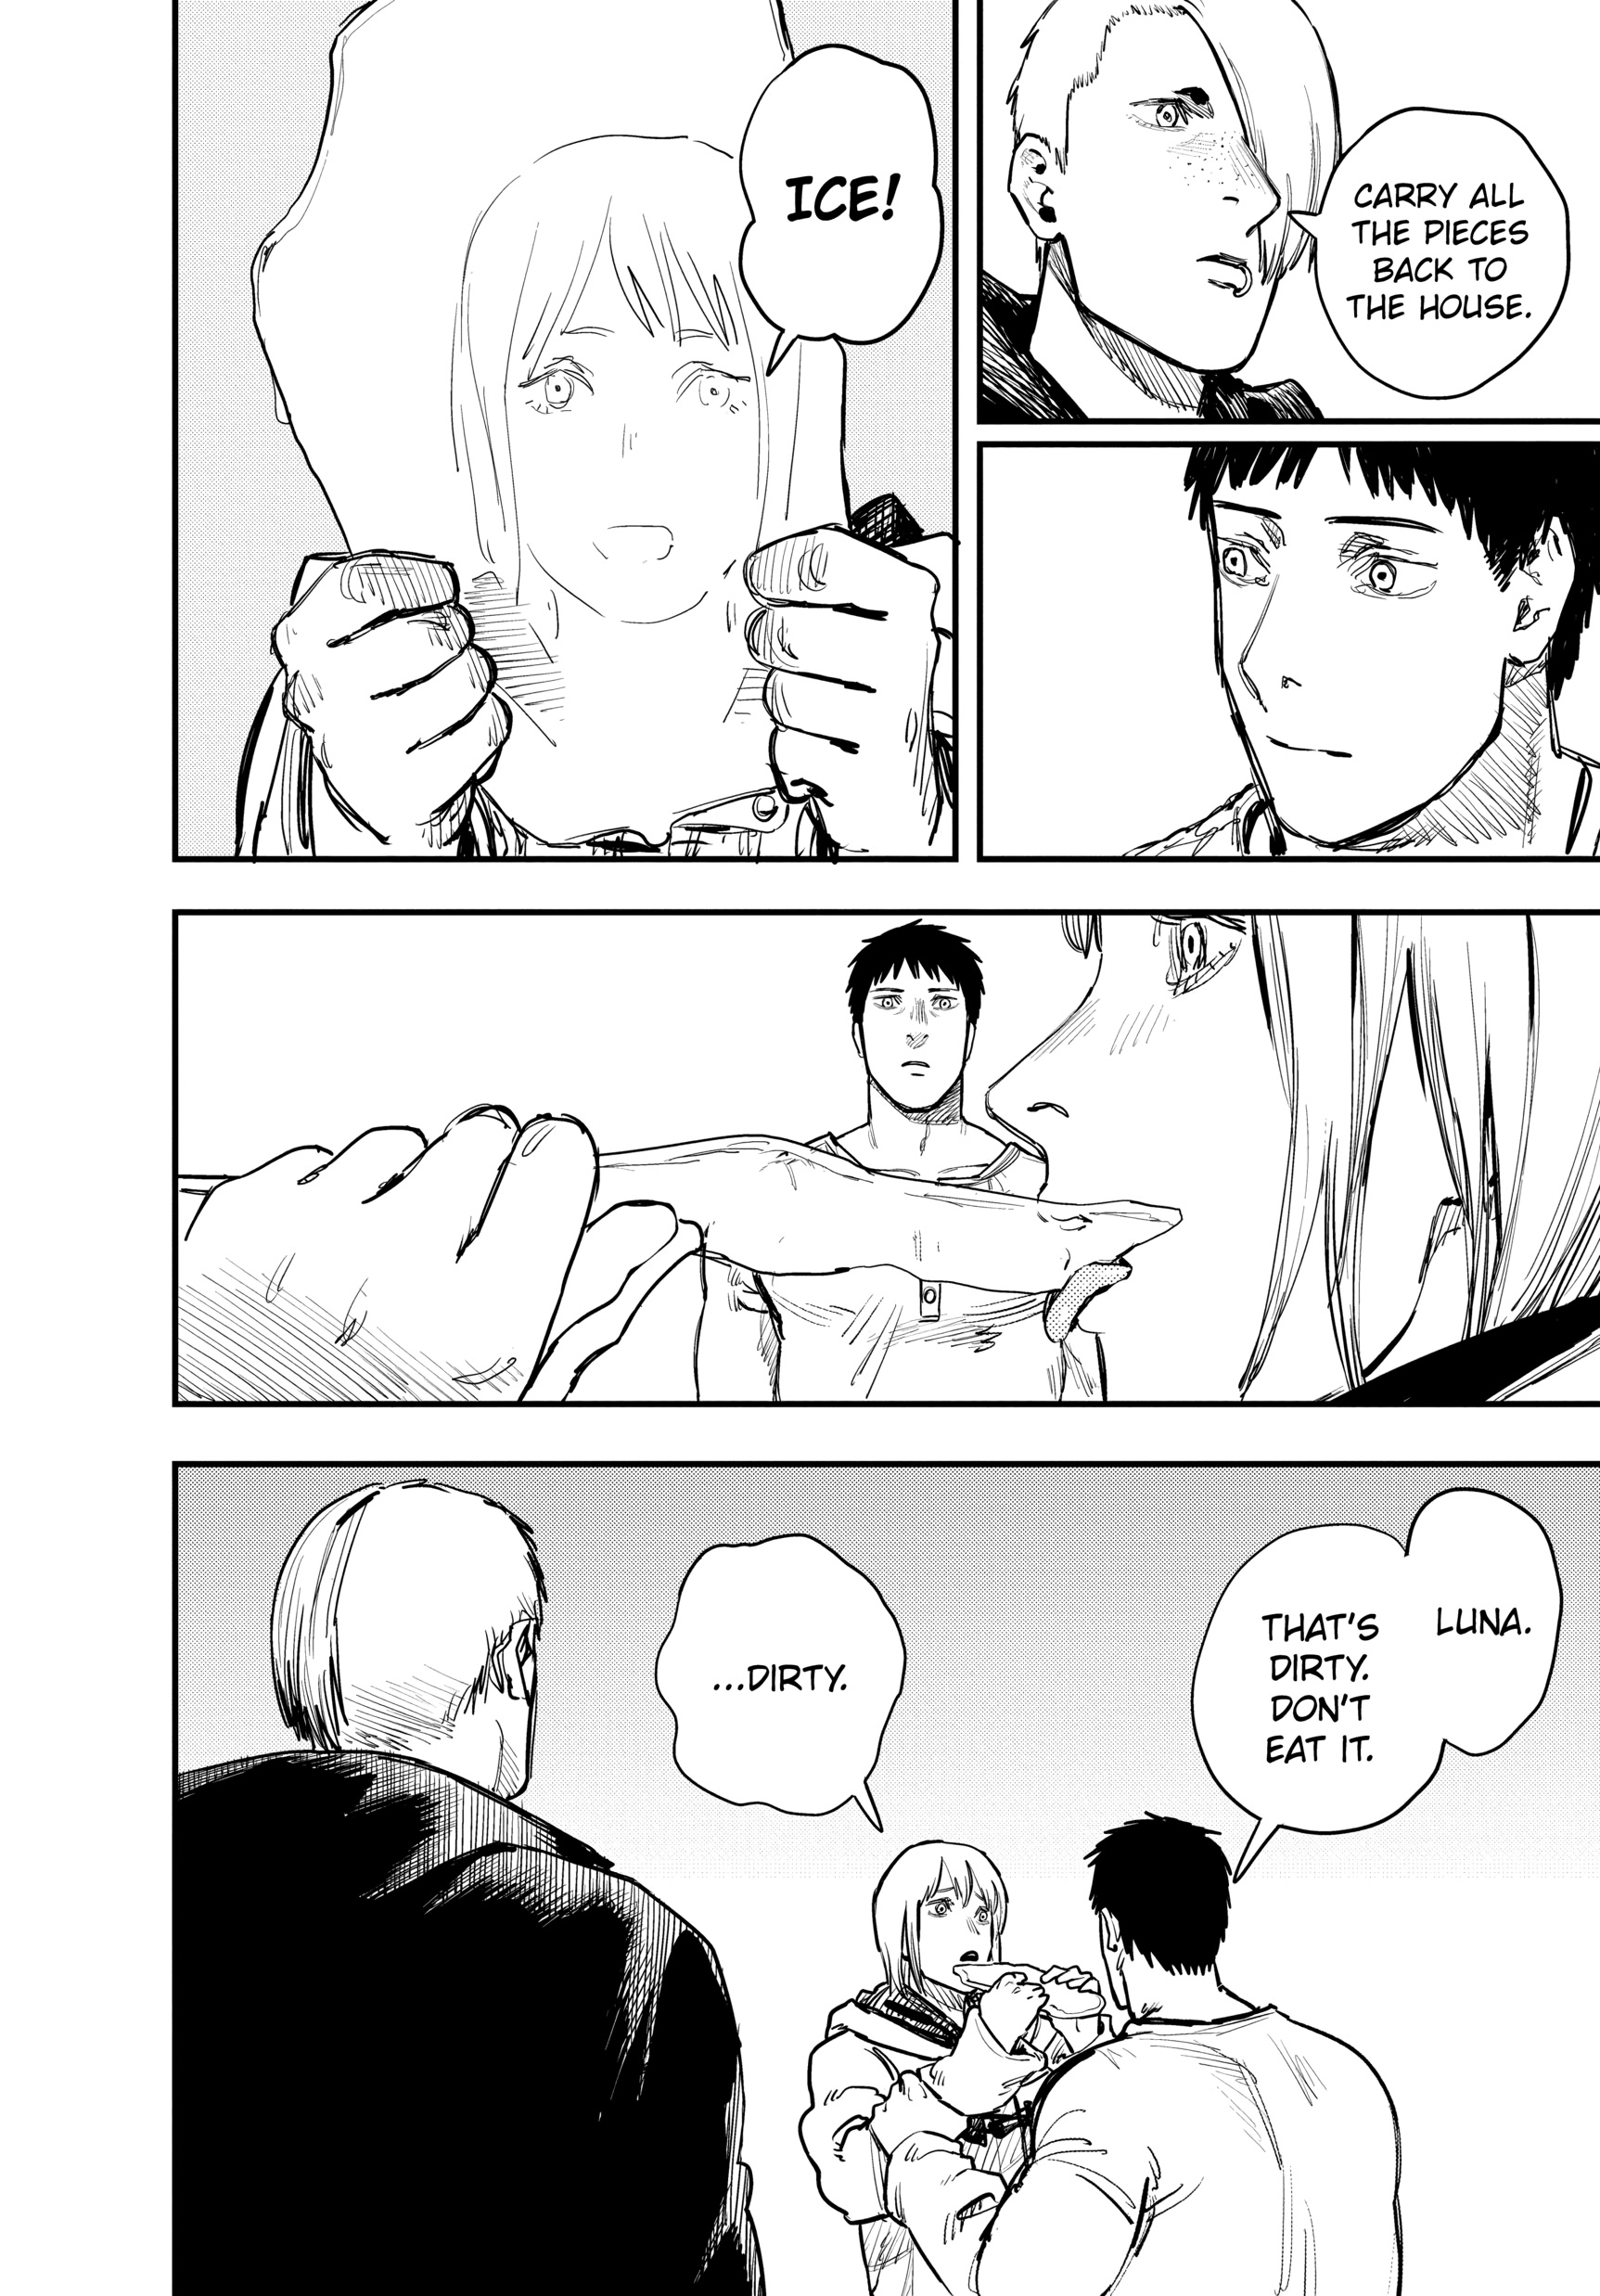 CARRY ALL
THE PIECES
BACK TO
THE HOUSE.
ICE!
LUNA.
THAT'S
DIRTY.
DON'T
EAT IT.
...DIRTY.